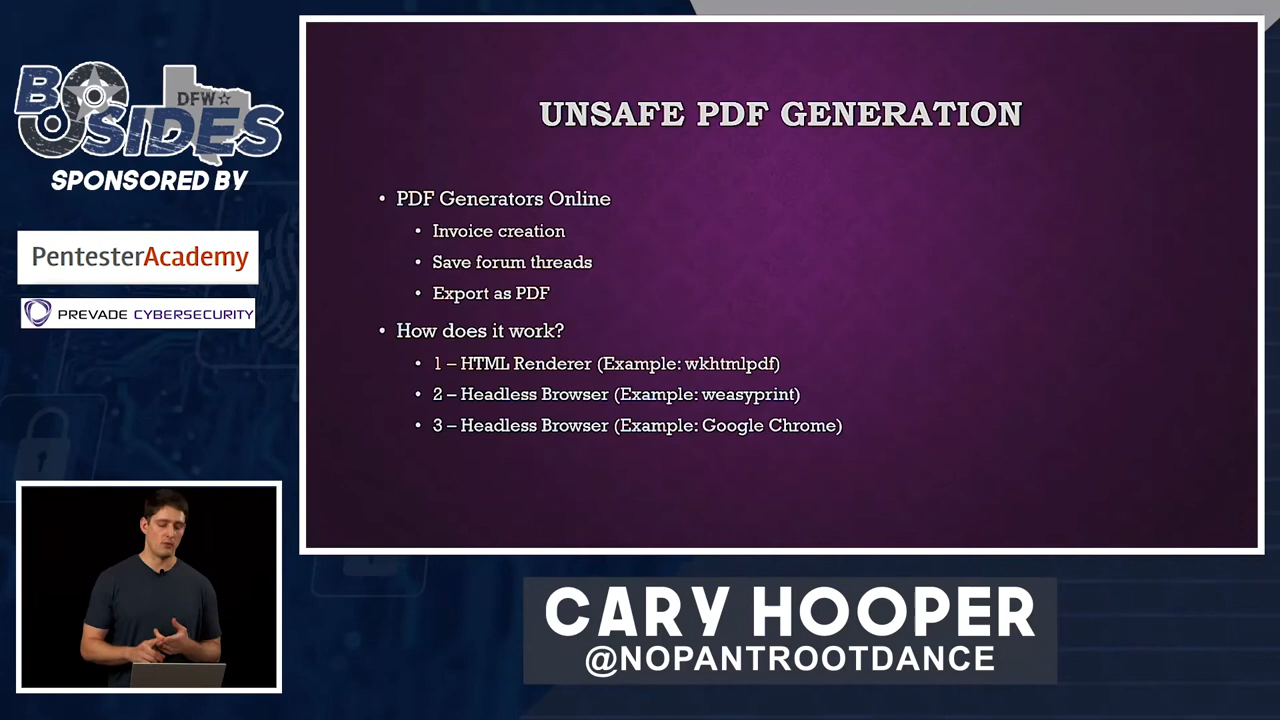 BSIDES
DFW
SPONSORED BY
PentesterAcademy
PREVADE CYBERSECURITY
UNSAFE PDF GENERATION
• PDF Generators Online
• Invoice creation
• Save forum threads
• Export as PDF
• How does it work?
• 1 – HTML Renderer (Example: wkhtmlpdf)
• 2 – Headless Browser (Example: weasyprint)
• 3 – Headless Browser (Example: Google Chrome)
CARY HOOPER
@NOPANTROOTDANCE